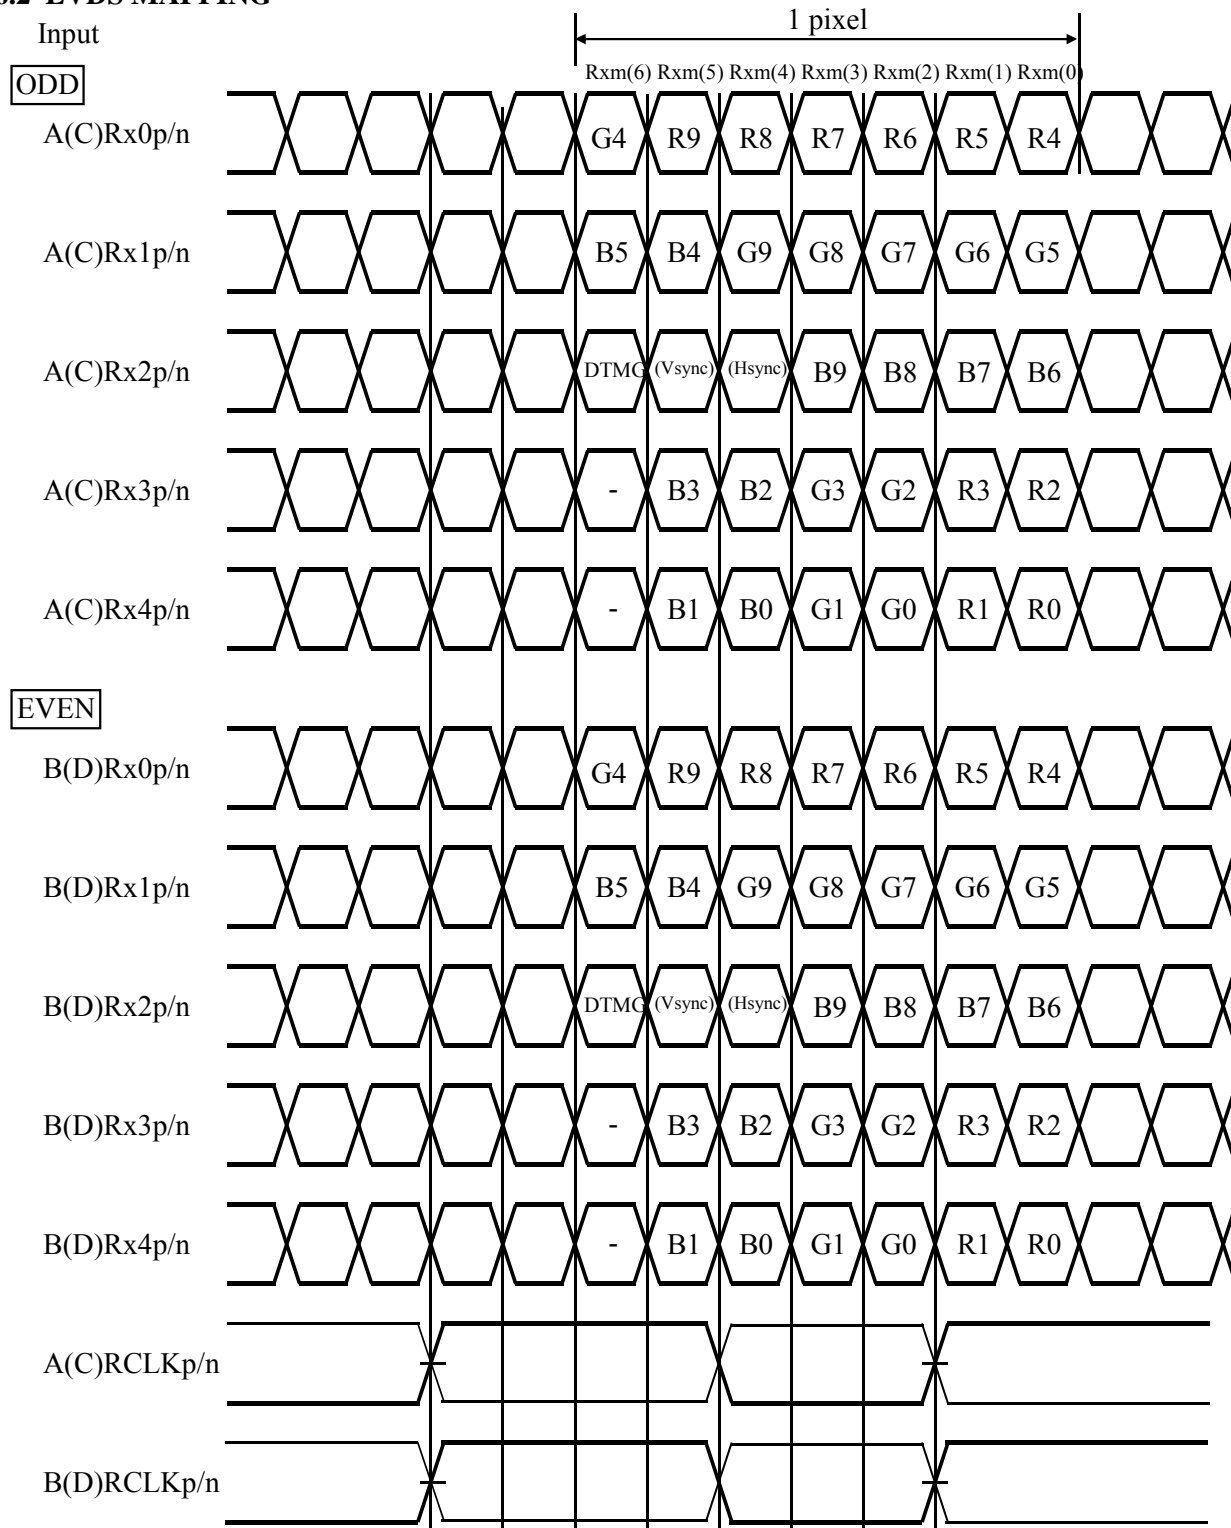 LVDS MAPPING
Input
1 pixel
Rxm(6) Rxm(5) Rxm(4) Rxm(3) Rxm(2) Rxm(1) Rxm(0)
ODD
A(C)Rx0p/n G4 R9 R8 R7 R6 R5 R4
A(C)Rx1p/n B5 B4 G9 G8 G7 G6 G5
A(C)Rx2p/n DTMG (Vsync) (Hsync) B9 B8 B7 B6
A(C)Rx3p/n - B3 B2 G3 G2 R3 R2
A(C)Rx4p/n - B1 B0 G1 G0 R1 R0
EVEN
B(D)Rx0p/n G4 R9 R8 R7 R6 R5 R4
B(D)Rx1p/n B5 B4 G9 G8 G7 G6 G5
B(D)Rx2p/n DTMG (Vsync) (Hsync) B9 B8 B7 B6
B(D)Rx3p/n - B3 B2 G3 G2 R3 R2
B(D)Rx4p/n - B1 B0 G1 G0 R1 R0
A(C)RCLKp/n
B(D)RCLKp/n